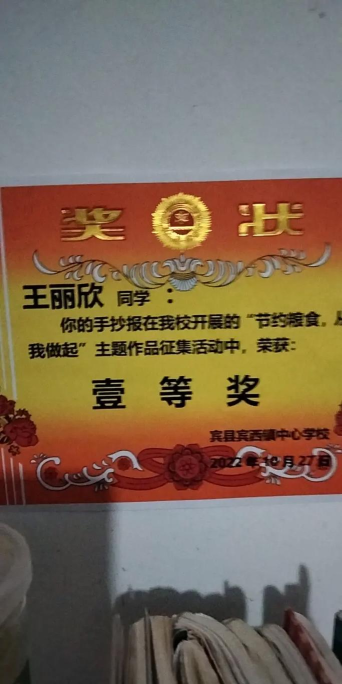 奖 状
王丽欣 同学 ：
你的手抄报在我校开展的“节约粮食，从
我做起”主题作品征集活动中，荣获：
壹 等 奖
宾县宾西镇中心学校
2022 年 10 月 27 日